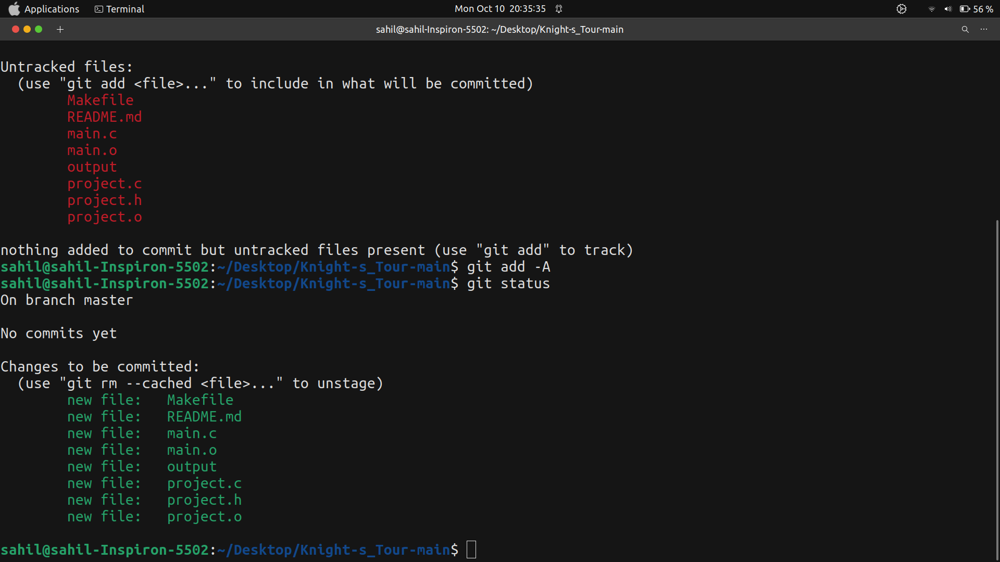 Applications Terminal Mon Oct 10 20:35:35 56 %
sahil@sahil-Inspiron-5502: ~/Desktop/Knight-s_Tour-main
Untracked files:
  (use "git add <file>..." to include in what will be committed)
        Makefile
        README.md
        main.c
        main.o
        output
        project.c
        project.h
        project.o
nothing added to commit but untracked files present (use "git add" to track)
sahil@sahil-Inspiron-5502:~/Desktop/Knight-s_Tour-main$ git add -A
sahil@sahil-Inspiron-5502:~/Desktop/Knight-s_Tour-main$ git status
On branch master
No commits yet
Changes to be committed:
  (use "git rm --cached <file>..." to unstage)
        new file:   Makefile
        new file:   README.md
        new file:   main.c
        new file:   main.o
        new file:   output
        new file:   project.c
        new file:   project.h
        new file:   project.o
sahil@sahil-Inspiron-5502:~/Desktop/Knight-s_Tour-main$